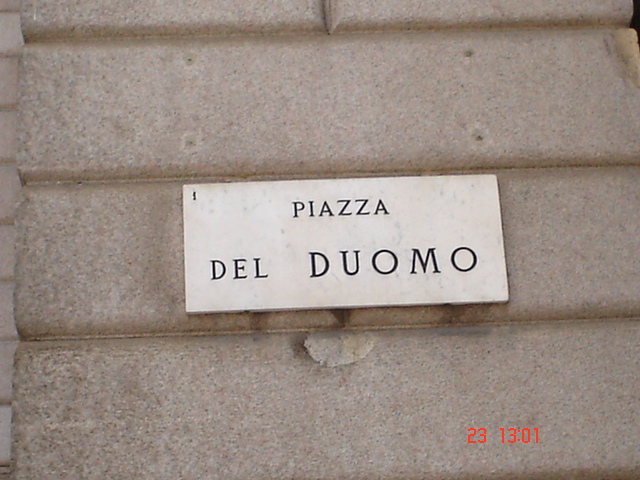 1
PIAZZA
DEL DUOMO
23 13:01